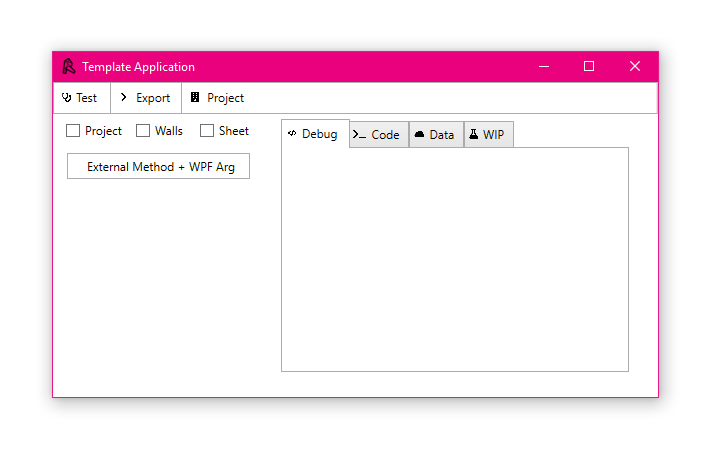 Template Application
Test Export Project
Project Walls Sheet
Debug Code Data WIP
External Method + WPF Arg